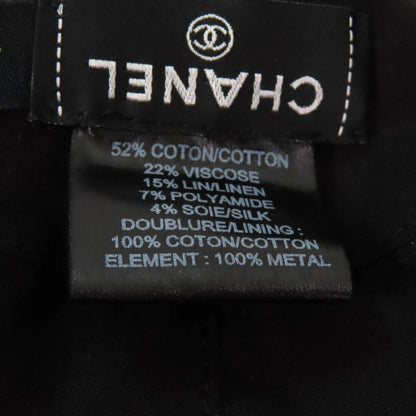 CHANEL
52% COTON/COTTON
22% VISCOSE
15% LIN/LINEN
7% POLYAMIDE
4% SOIE/SILK
DOUBLURE/LINING :
100% COTON/COTTON
ELEMENT : 100% METAL